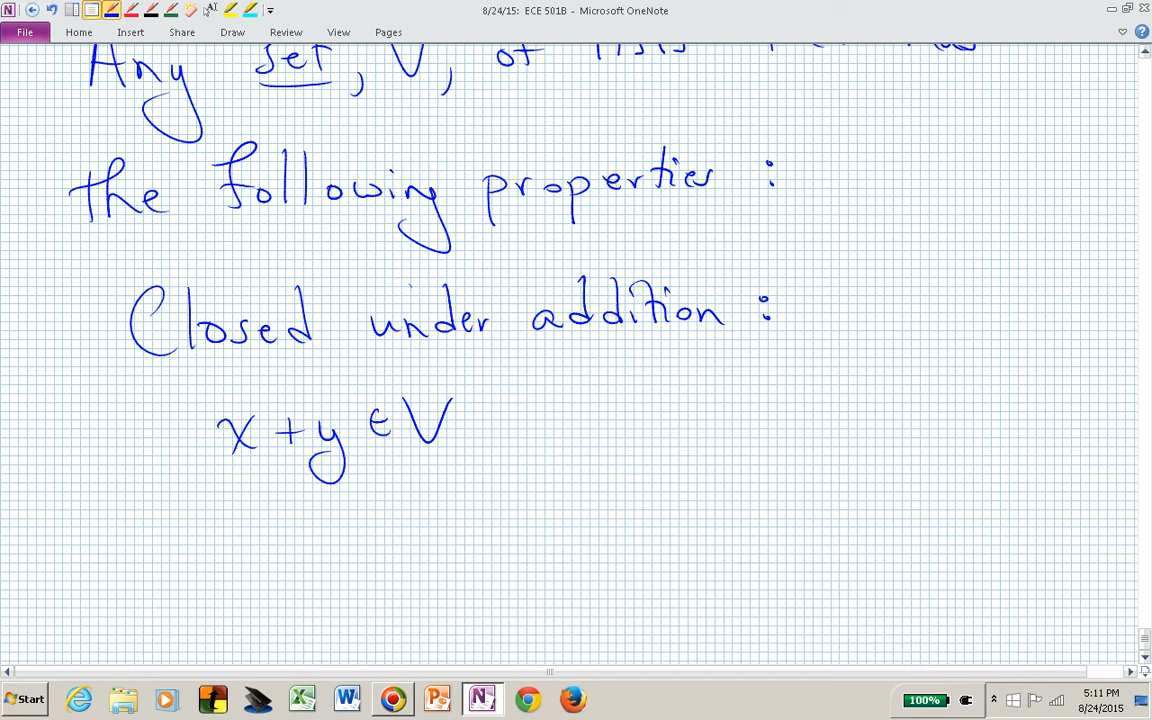 8/24/15: ECE 501B - Microsoft OneNote
File Home Insert Share Draw Review View Pages
Any set, V, of lists
the following properties :
Closed under addition :
x + y ∈ V
Start
100%
5:11 PM
8/24/2015